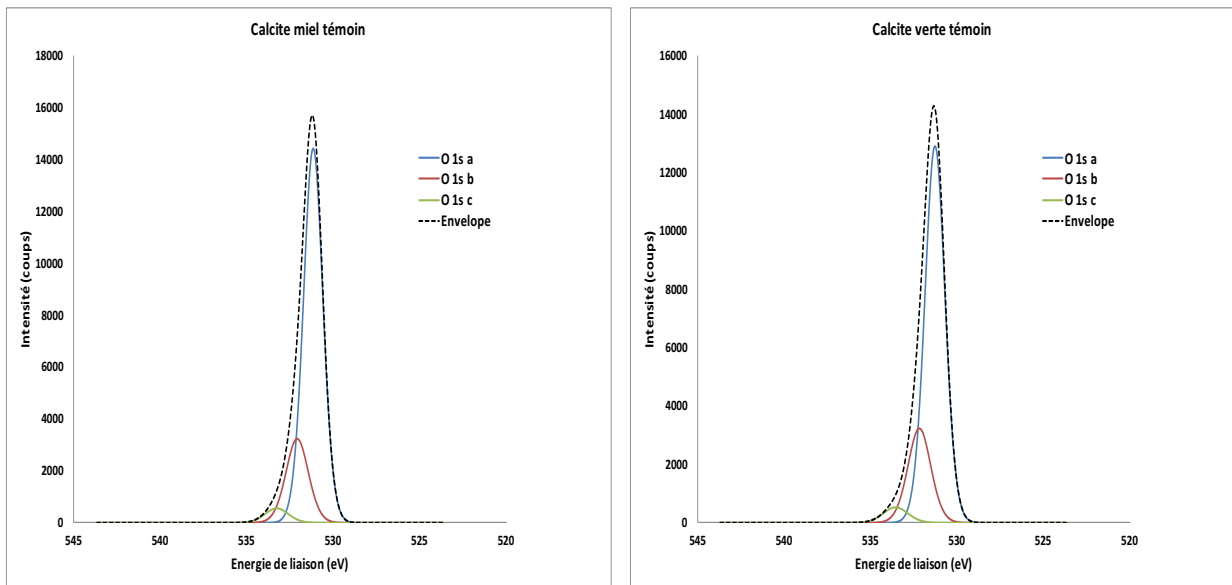 Calcite miel témoin
18000
16000
14000
12000
10000
8000
6000
4000
2000
0
Intensité (coups)
O 1s a
O 1s b
O 1s c
Envelope
545 540 535 530 525 520
Energie de liaison (eV)
Calcite verte témoin
16000
14000
12000
10000
8000
6000
4000
2000
0
Intensité (coups)
O 1s a
O 1s b
O 1s c
Envelope
545 540 535 530 525 520
Energie de liaison (eV)